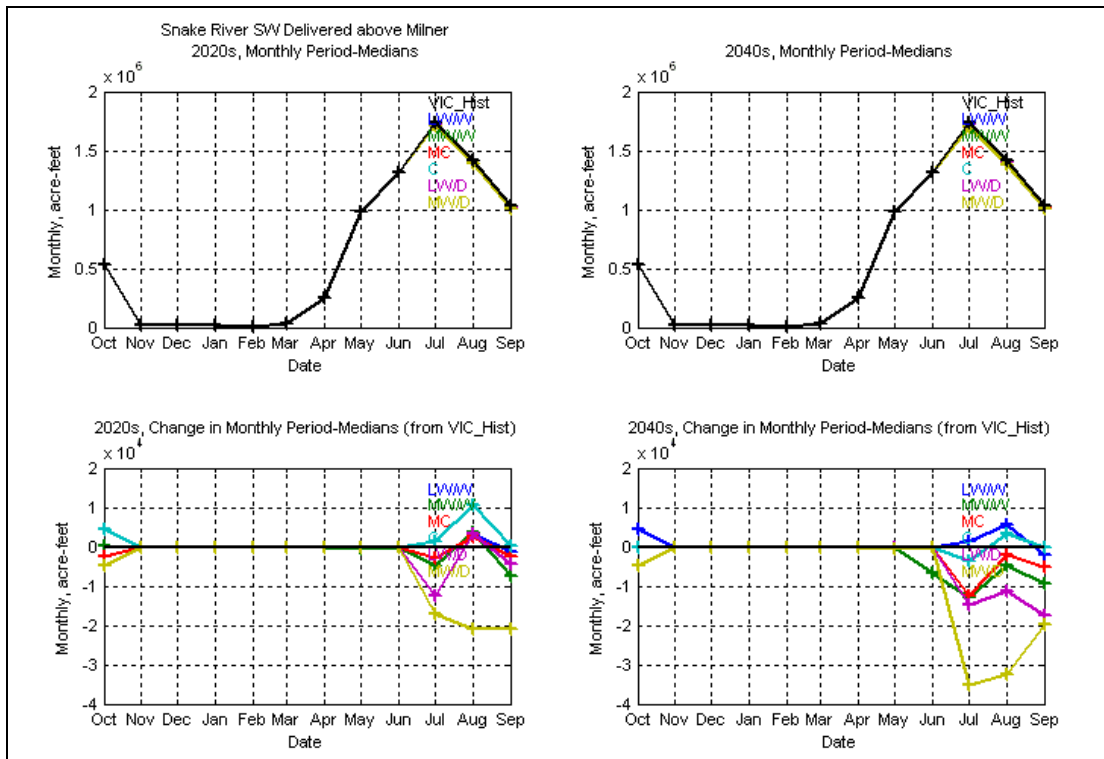 Snake River SW Delivered above Milner
2020s, Monthly Period-Medians
x 10^6
2
1.5
1
0.5
0
Monthly, acre-feet
VIC_Hist
LW/W
MW/W
MC
C
LW/D
MW/D
Oct Nov Dec Jan Feb Mar Apr May Jun Jul Aug Sep
Date
2040s, Monthly Period-Medians
x 10^6
2
1.5
1
0.5
0
Monthly, acre-feet
VIC_Hist
LW/W
MW/W
MC
C
LW/D
MW/D
Oct Nov Dec Jan Feb Mar Apr May Jun Jul Aug Sep
Date
2020s, Change in Monthly Period-Medians (from VIC_Hist)
x 10^4
2
1
0
-1
-2
-3
-4
Monthly, acre-feet
LW/W
MW/W
MC
C
LW/D
MW/D
Oct Nov Dec Jan Feb Mar Apr May Jun Jul Aug Sep
Date
2040s, Change in Monthly Period-Medians (from VIC_Hist)
x 10^4
2
1
0
-1
-2
-3
-4
Monthly, acre-feet
LW/W
MW/W
MC
C
LW/D
MW/D
Oct Nov Dec Jan Feb Mar Apr May Jun Jul Aug Sep
Date